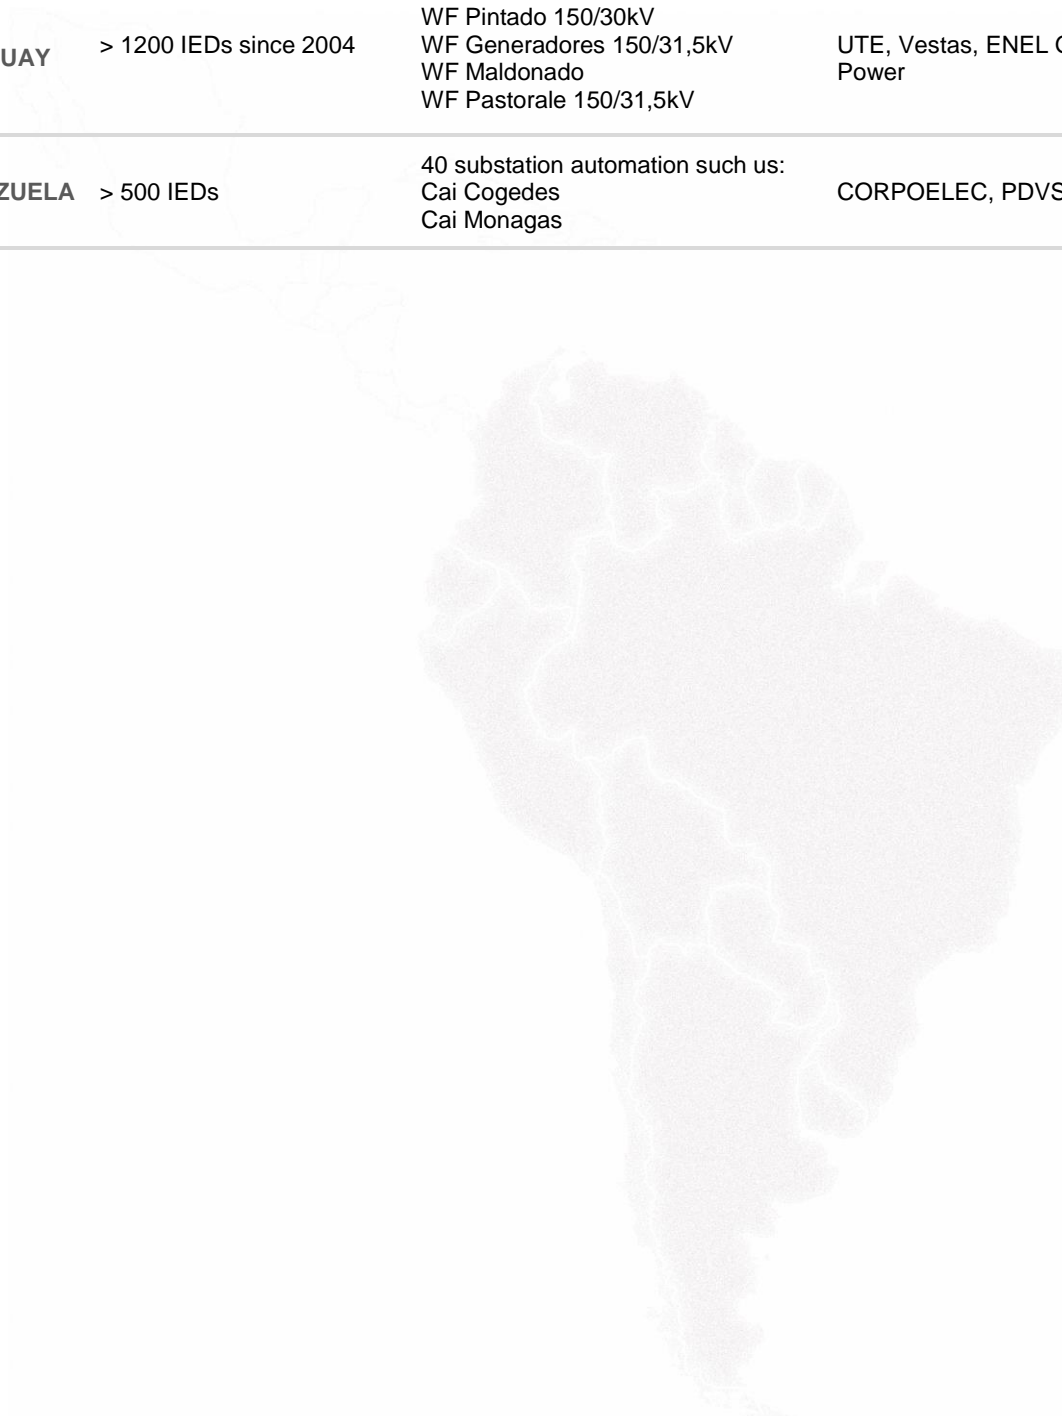 WF Pintado 150/30kV
UAY > 1200 IEDs since 2004 WF Generadores 150/31,5kV UTE, Vestas, ENEL
WF Maldonado Power
WF Pastorale 150/31,5kV
40 substation automation such us:
ZUELA > 500 IEDs Cai Cogedes CORPOELEC, PDVS
Cai Monagas